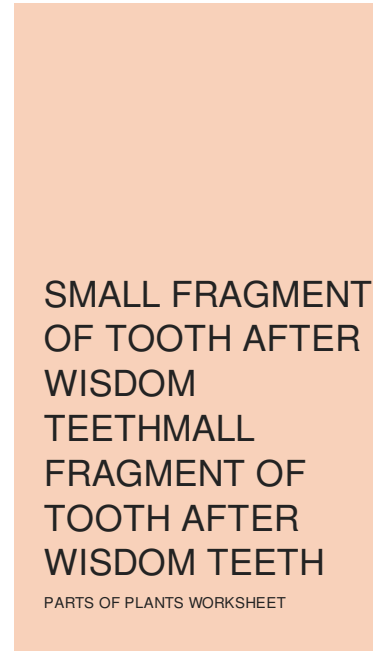 SMALL FRAGMENT
OF TOOTH AFTER
WISDOM
TEETHMALL
FRAGMENT OF
TOOTH AFTER
WISDOM TEETH
PARTS OF PLANTS WORKSHEET